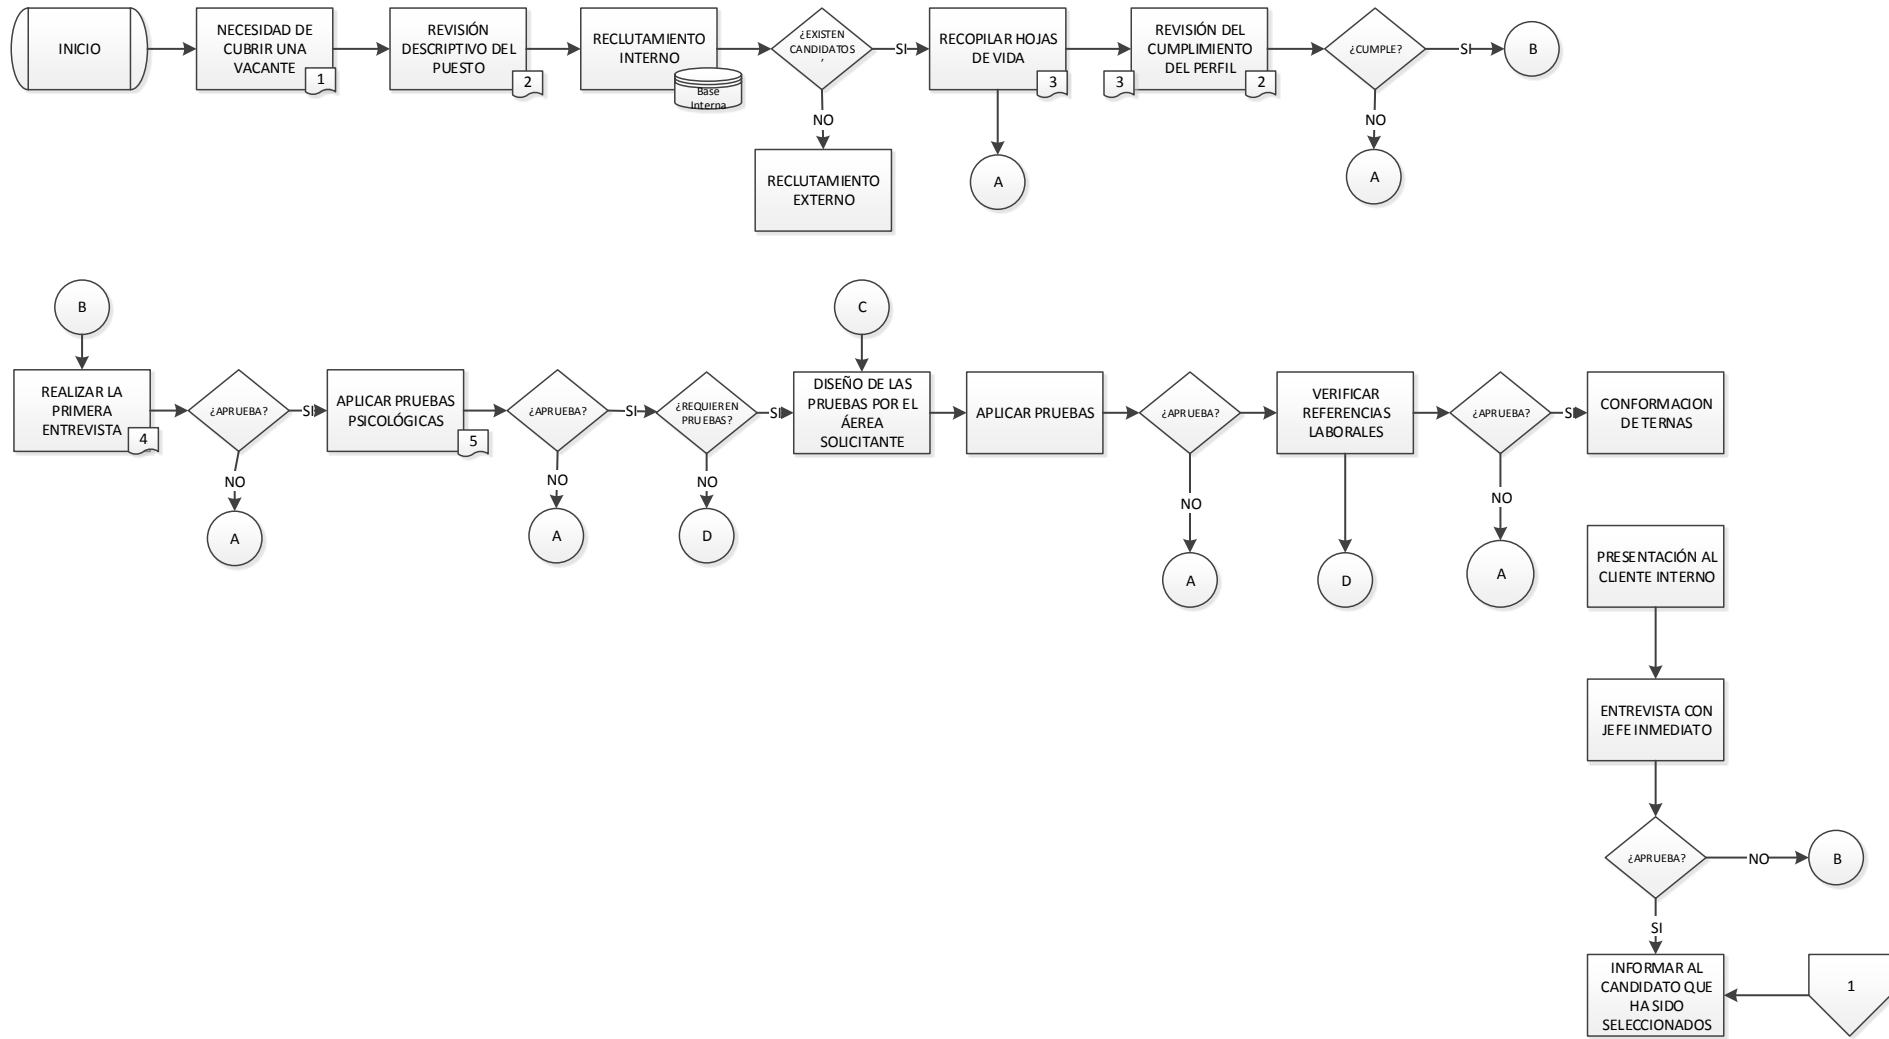 INICIO
NECESIDAD DE
CUBRIR UNA
VACANTE
1
REVISIÓN
DESCRIPTIVO DEL
PUESTO
2
RECLUTAMIENTO
INTERNO
Base
Interna
¿EXISTEN
CANDIDATOS
,
SI
NO
RECLUTAMIENTO
EXTERNO
RECOPILAR HOJAS
DE VIDA
3
A
REVISIÓN DEL
CUMPLIMIENTO
DEL PERFIL
3
2
¿CUMPLE?
SI
B
NO
A
B
REALIZAR LA
PRIMERA
ENTREVISTA
4
¿APRUEBA?
SI
NO
A
APLICAR PRUEBAS
PSICOLÓGICAS
5
¿APRUEBA?
SI
NO
A
¿REQUIEREN
PRUEBAS?
SI
NO
D
C
DISEÑO DE LAS
PRUEBAS POR EL
ÁEREA
SOLICITANTE
APLICAR PRUEBAS
¿APRUEBA?
NO
A
VERIFICAR
REFERENCIAS
LABORALES
D
¿APRUEBA?
SI
NO
A
CONFORMACION
DE TERNAS
PRESENTACIÓN AL
CLIENTE INTERNO
ENTREVISTA CON
JEFE INMEDIATO
¿APRUEBA?
NO
B
SI
INFORMAR AL
CANDIDATO QUE
HA SIDO
SELECCIONADOS
1